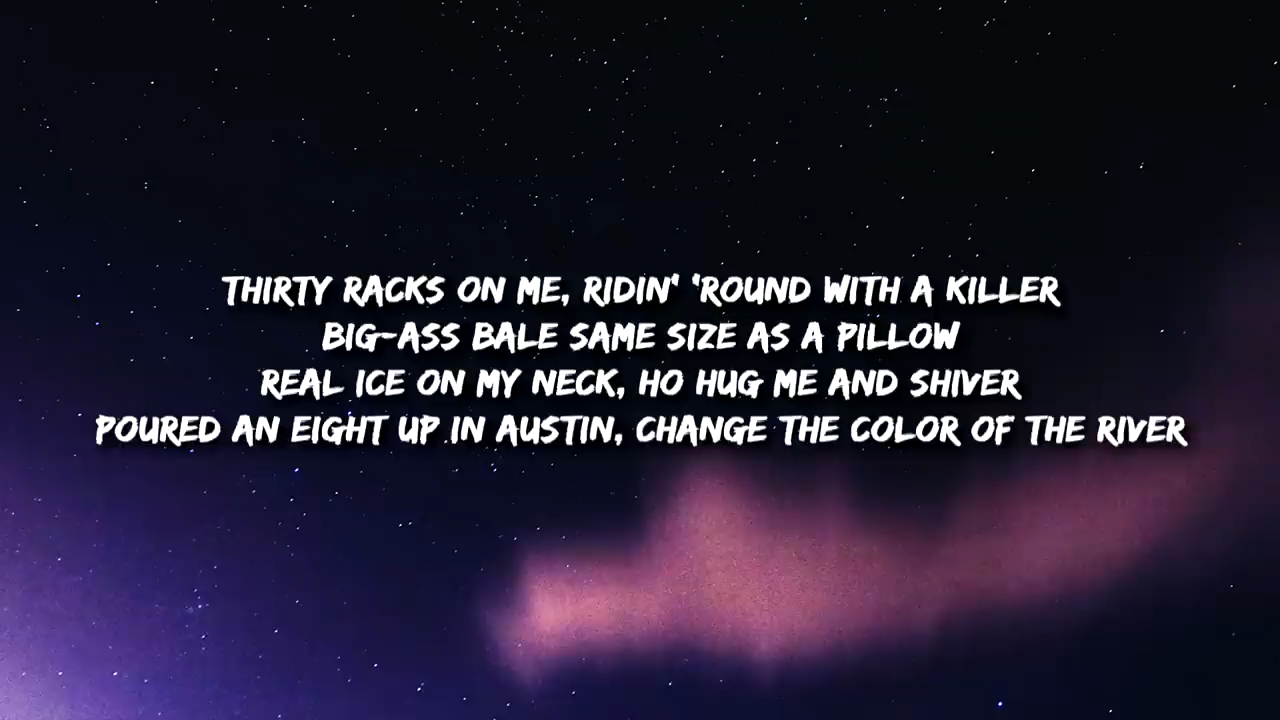 THIRTY RACKS ON ME, RIDIN' 'ROUND WITH A KILLER
BIG-ASS BALE SAME SIZE AS A PILLOW
REAL ICE ON MY NECK, HO HUG ME AND SHIVER
POURED AN EIGHT UP IN AUSTIN, CHANGE THE COLOR OF THE RIVER